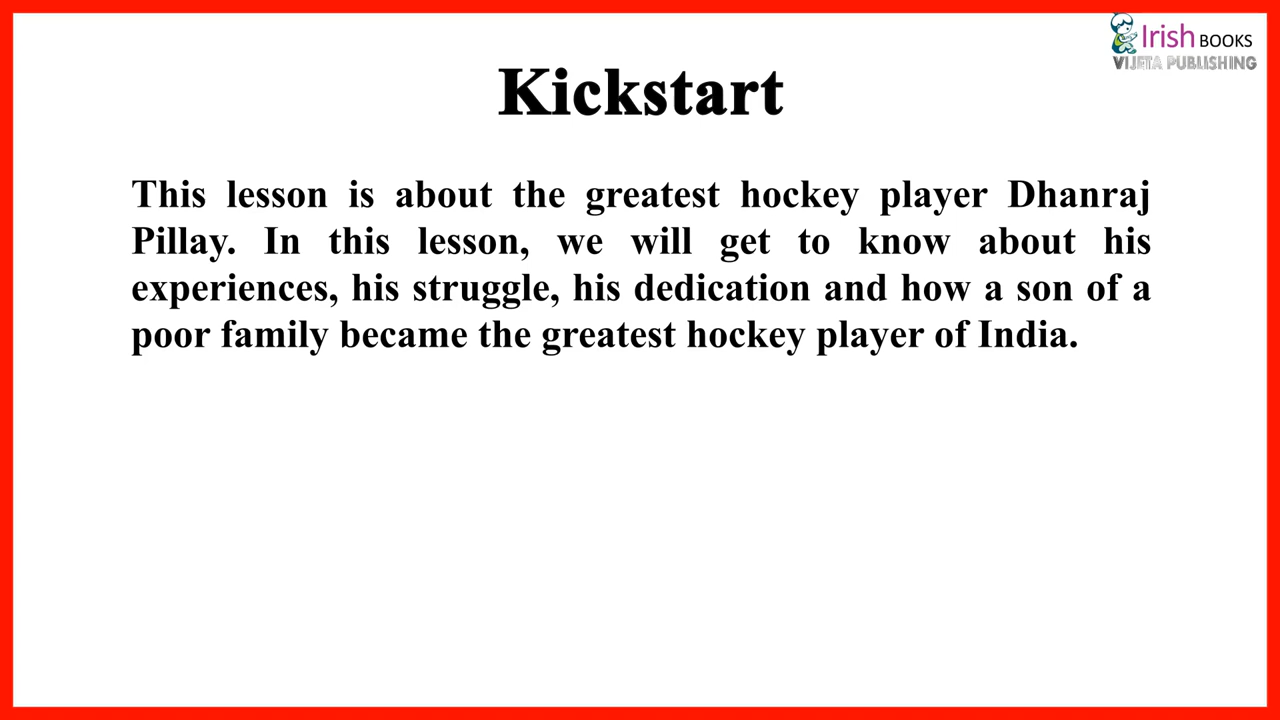 Irish BOOKS
VIJETA PUBLISHING
Kickstart
This lesson is about the greatest hockey player Dhanraj
Pillay. In this lesson, we will get to know about his
experiences, his struggle, his dedication and how a son of a
poor family became the greatest hockey player of India.